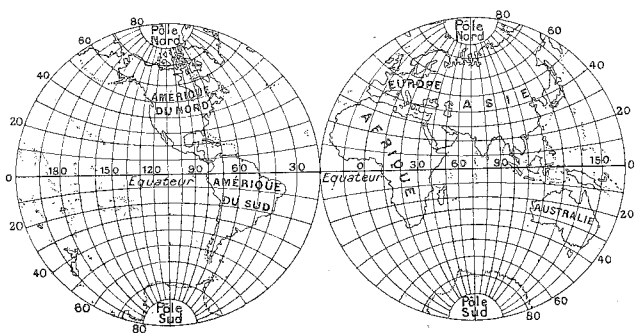 80
Pôle
Nord
60
40
20
0
20
40
60
80
AMÉRIQUE
DU NORD
180 150 120 90 60 30
Equateur
AMÉRIQUE
DU SUD
Pôle
Sud
80
80
Pôle
Nord
60
40
20
EUROPE
ASIE
AFRIQUE
0 30 60 90 150
Equateur
AUSTRALIE
20
40
60
Pôle
Sud
80